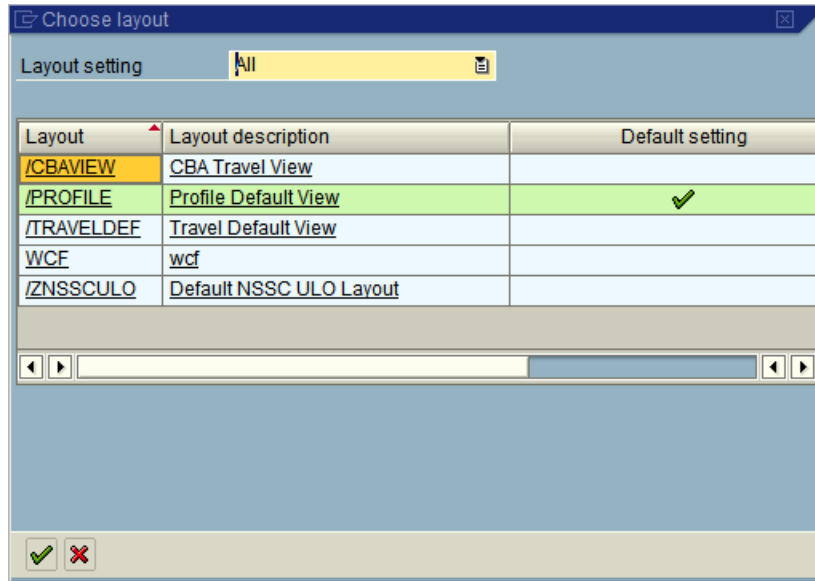 Choose layout
Layout setting All
Layout Layout description Default setting
/CBAVIEW CBA Travel View
/PROFILE Profile Default View
/TRAVELDEF Travel Default View
WCF wcf
/ZNSSCULO Default NSSC ULO Layout